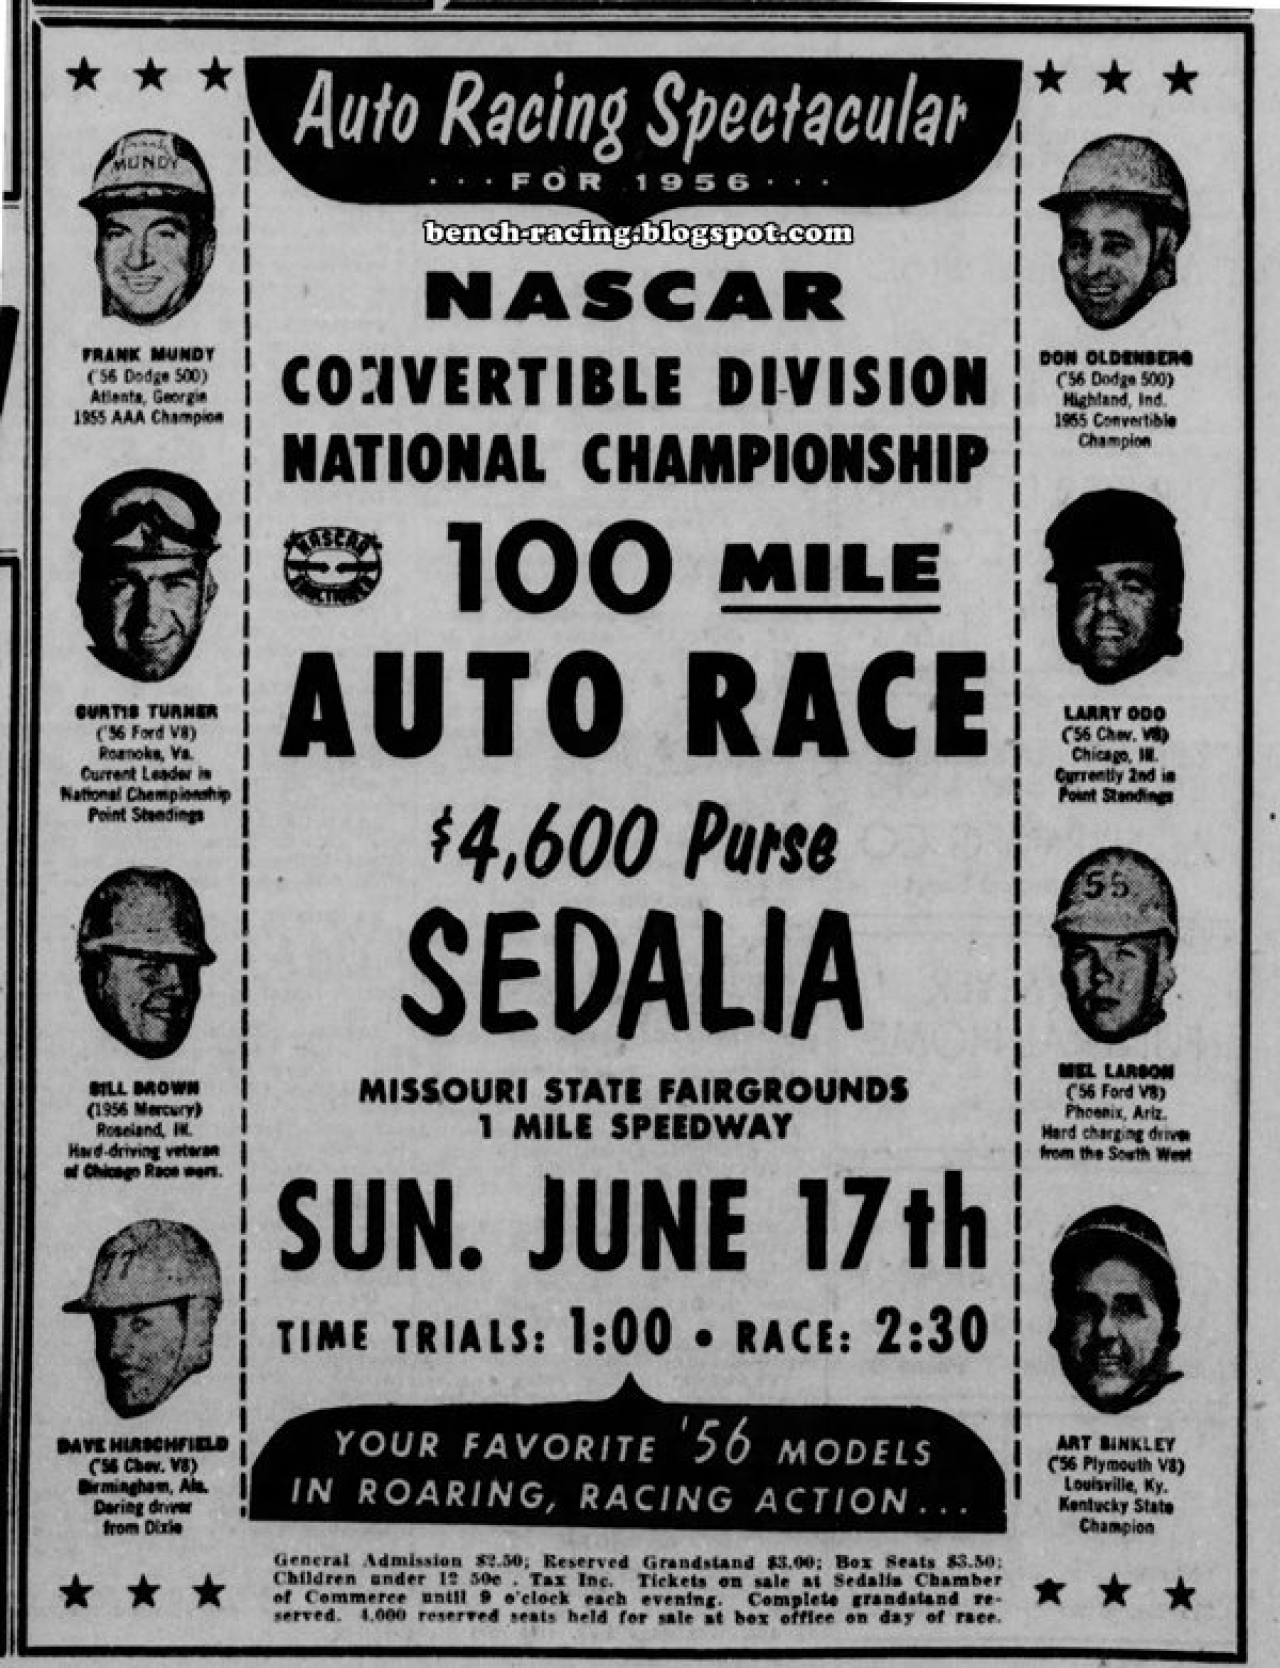 Auto Racing Spectacular
...FOR 1956...
bench-racing.blogspot.com
NASCAR
CONVERTIBLE DIVISION
NATIONAL CHAMPIONSHIP
NASCAR
SANCTIONED
100 MILE
AUTO RACE
$4,600 Purse
SEDALIA
MISSOURI STATE FAIRGROUNDS
1 MILE SPEEDWAY
SUN. JUNE 17th
TIME TRIALS: 1:00 • RACE: 2:30
YOUR FAVORITE '56 MODELS
IN ROARING, RACING ACTION...
General Admission $2.50; Reserved Grandstand $3.00; Box Seats $3.50;
Children under 12 50c . Tax Inc. Tickets on sale at Sedalia Chamber
of Commerce until 9 o'clock each evening. Complete grandstand re-
served. 4,000 reserved seats held for sale at box office on day of race.
Frank
MUNDY
FRANK MUNDY
('56 Dodge 500)
Atlanta, Georgia
1955 AAA Champion
CURTIS TURNER
('56 Ford V8)
Roanoke, Va.
Current Leader in
National Championship
Point Standings
BILL BROWN
(1956 Mercury)
Roseland, Ill.
Hard-driving veteran
of Chicago Race wars.
77
DAVE HIRSCHFIELD
('56 Chev. V8)
Birmingham, Ala.
Daring driver
from Dixie
DON OLDENBERG
('56 Dodge 500)
Highland, Ind.
1955 Convertible
Champion
LARRY ODO
('56 Chev. V8)
Chicago, Ill.
Currently 2nd in
Point Standings
55
MEL LARSON
('56 Ford V8)
Phoenix, Ariz.
Hard charging driver
from the South West
ART BINKLEY
('56 Plymouth V8)
Louisville, Ky.
Kentucky State
Champion